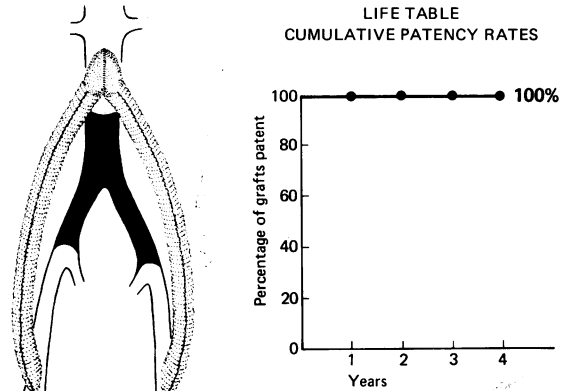 LIFE TABLE
CUMULATIVE PATENCY RATES
Percentage of grafts patent
100
80
60
40
20
0
100%
1 2 3 4
Years